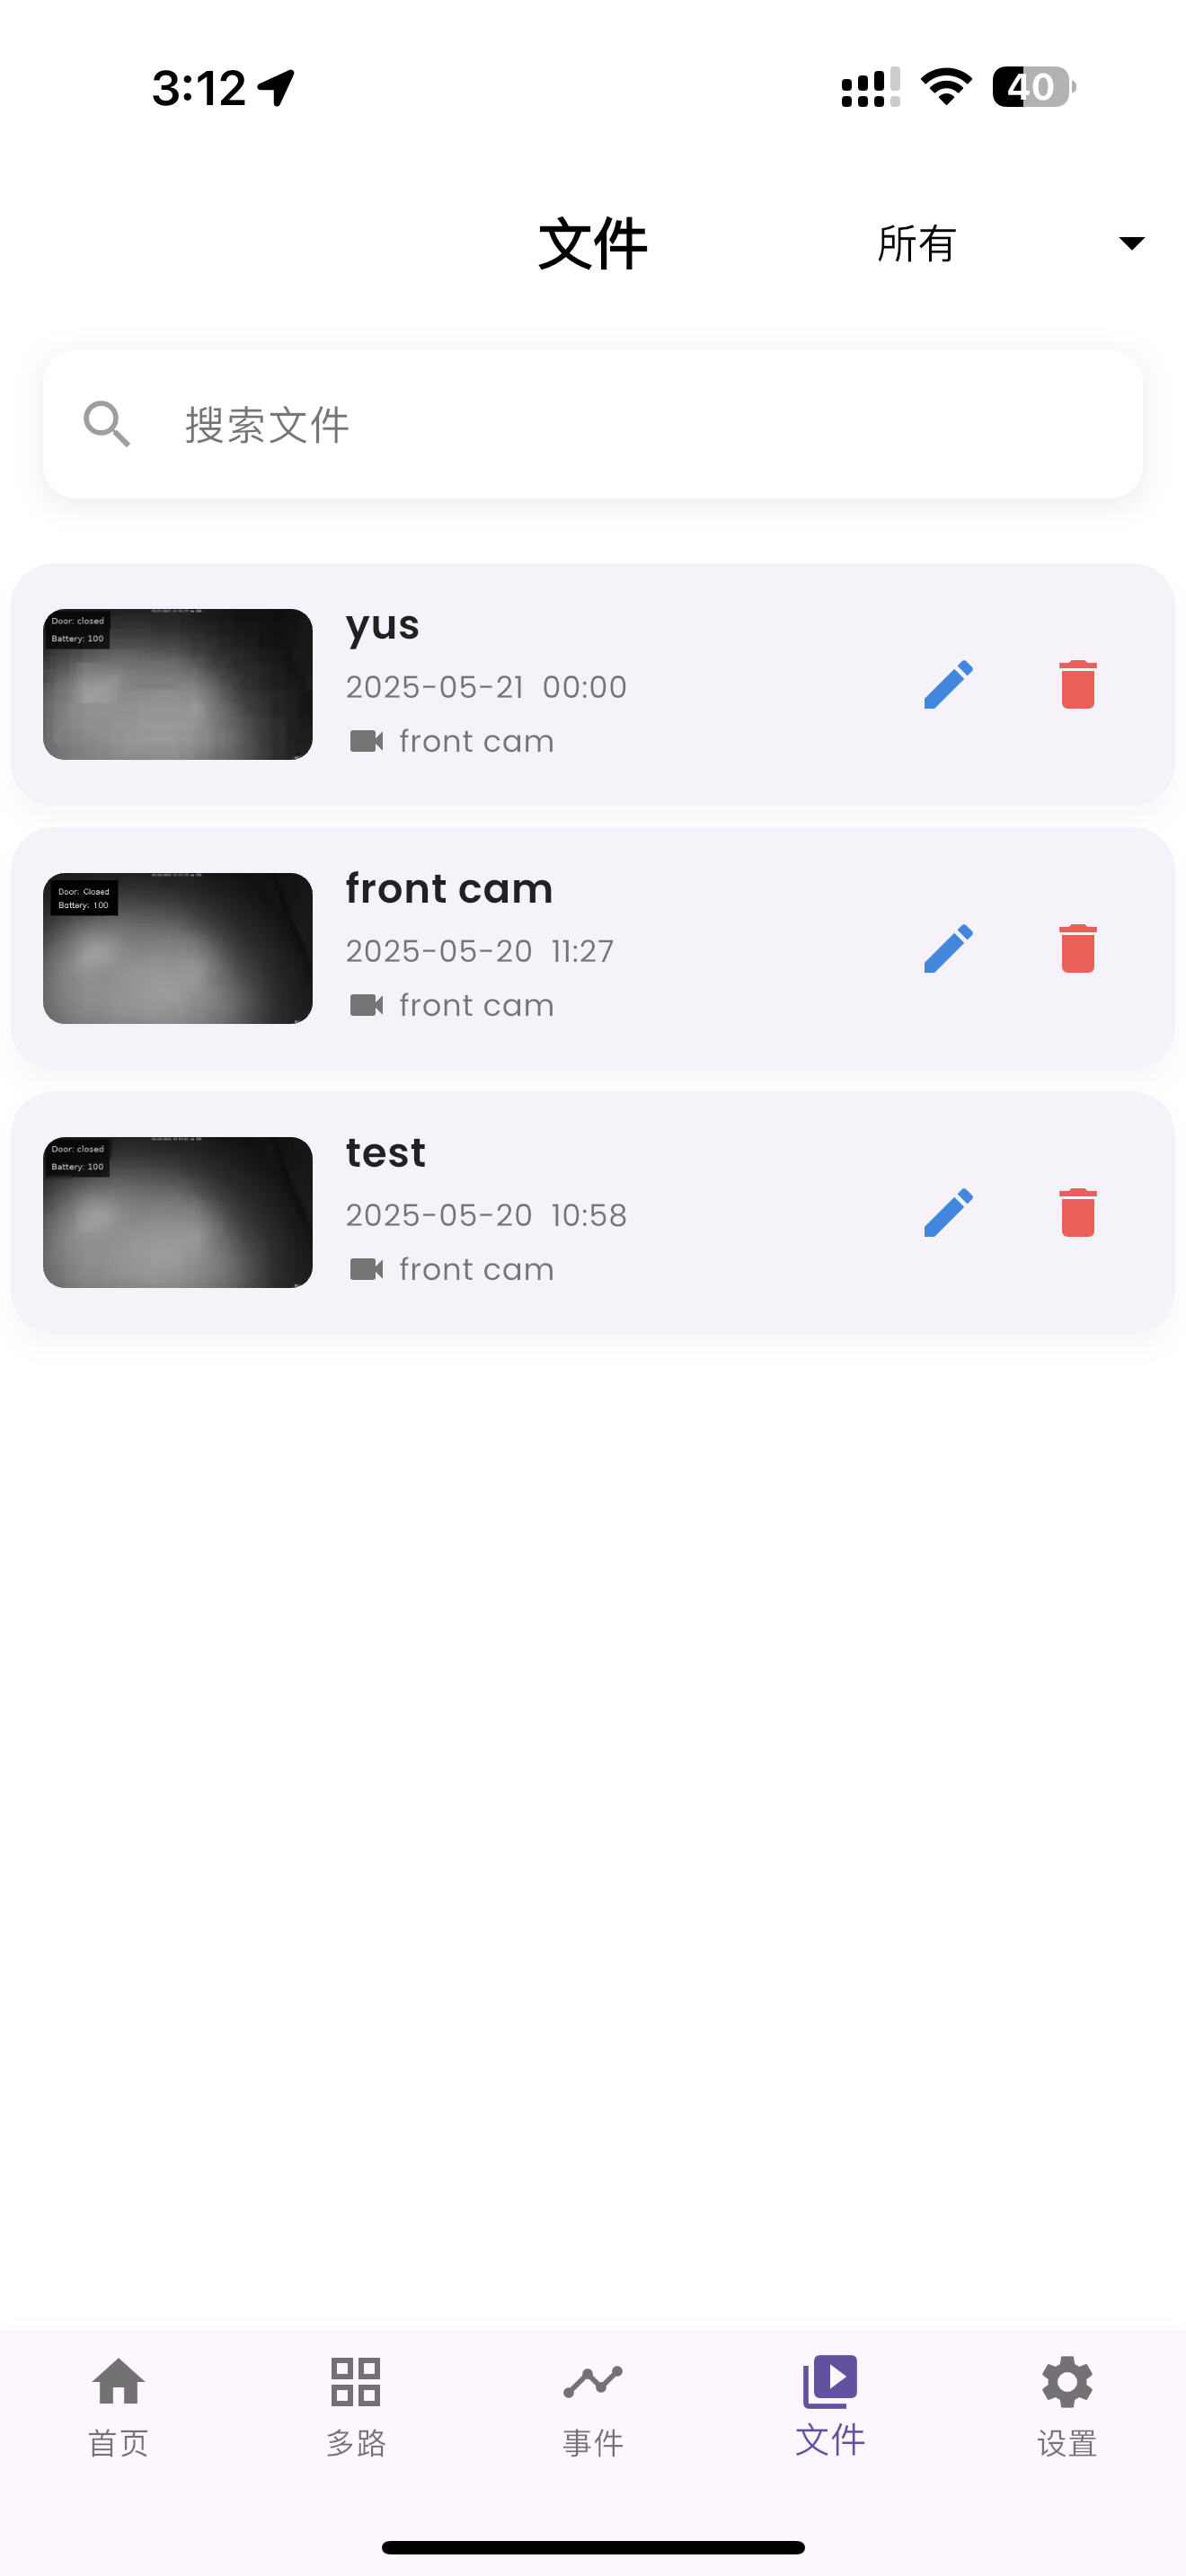 3:12
40
文件
所有
搜索文件
Door: closed
Battery: 100
yus
2025-05-21 00:00
front cam
Door: Closed
Battery: 100
front cam
2025-05-20 11:27
front cam
Door: closed
Battery: 100
test
2025-05-20 10:58
front cam
首页
多路
事件
文件
设置